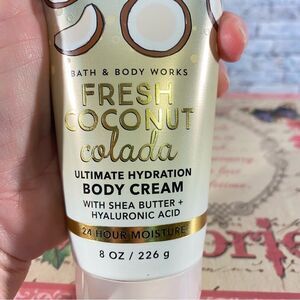 BATH & BODY WORKS
FRESH
COCONUT
colada
ULTIMATE HYDRATION
BODY CREAM
WITH SHEA BUTTER +
HYALURONIC ACID
24 HOUR MOISTURE
8 OZ / 226 g